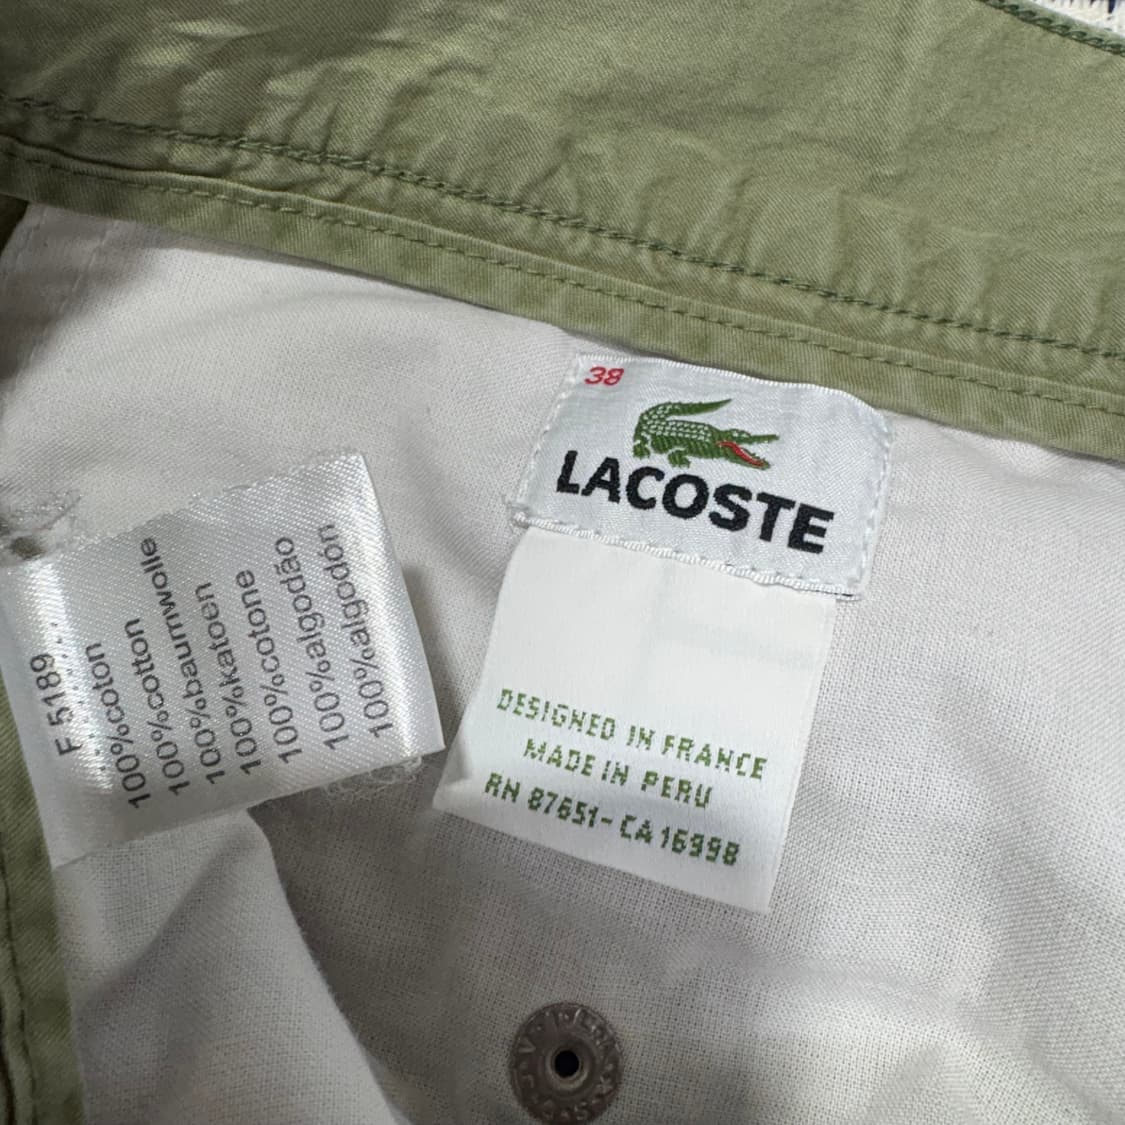 38
LACOSTE
DESIGNED IN FRANCE
MADE IN PERU
RN 87651-CA 16998
F 5189
100%coton
100%cotton
100%baumwolle
100%katoen
100%cotone
100%algodão
100%algodón